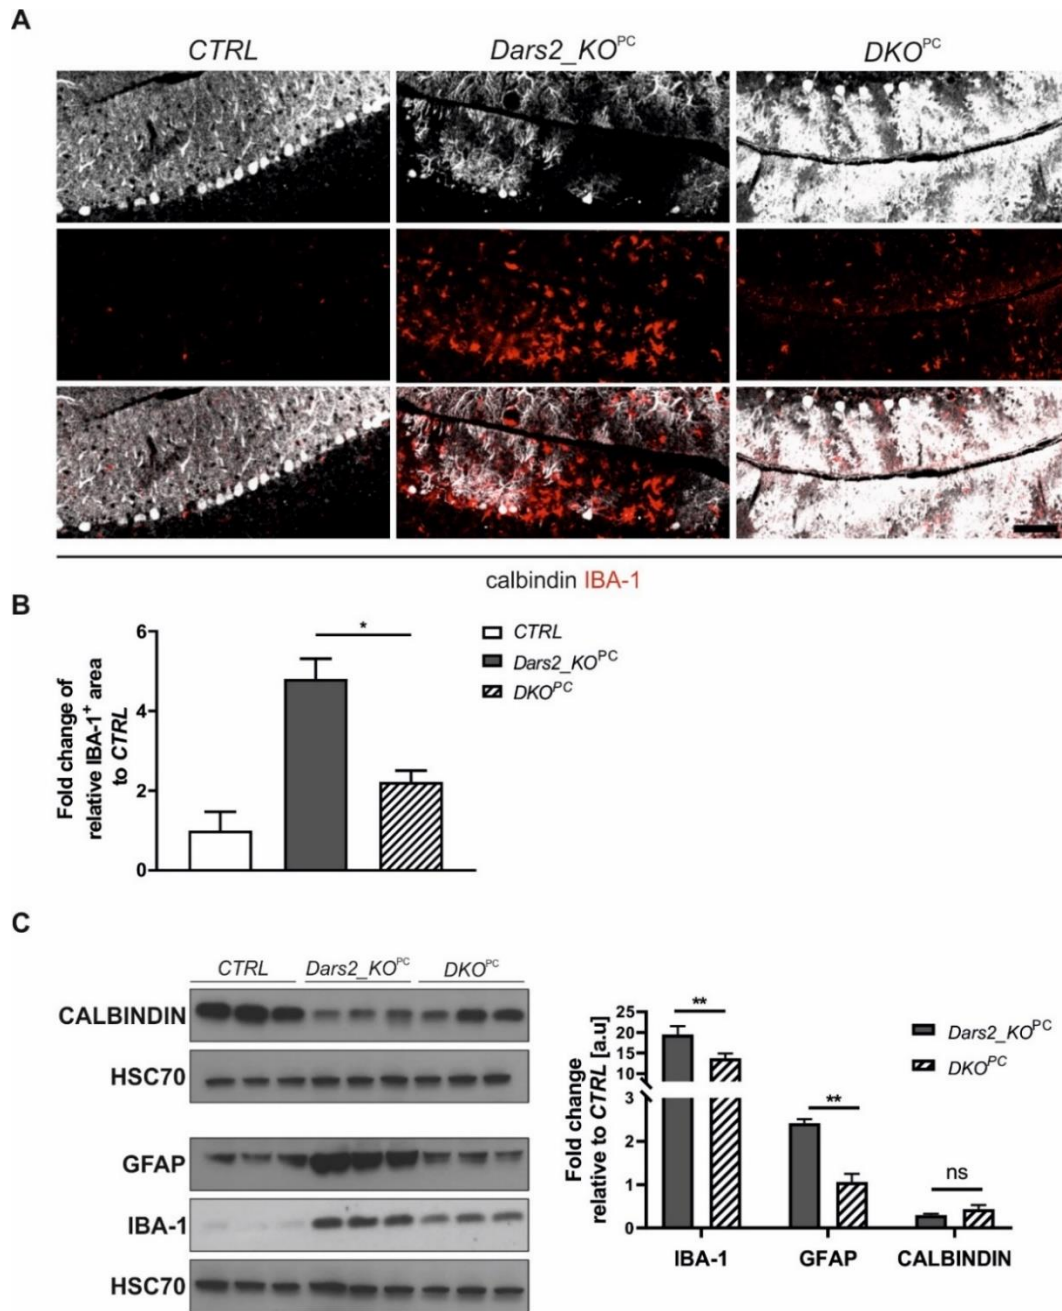 A
CTRL Dars2_KO^PC DKO^PC
calbindin IBA-1
B
Fold change of
relative IBA-1⁺ area
to CTRL
6
4
2
0
*
CTRL
Dars2_KO^PC
DKO^PC
C
CTRL Dars2_KO^PC DKO^PC
CALBINDIN
HSC70
GFAP
IBA-1
HSC70
Fold change
relative to CTRL [a.u]
25
20
15
10
3
2
1
0
**
**
ns
IBA-1 GFAP CALBINDIN
Dars2_KO^PC
DKO^PC